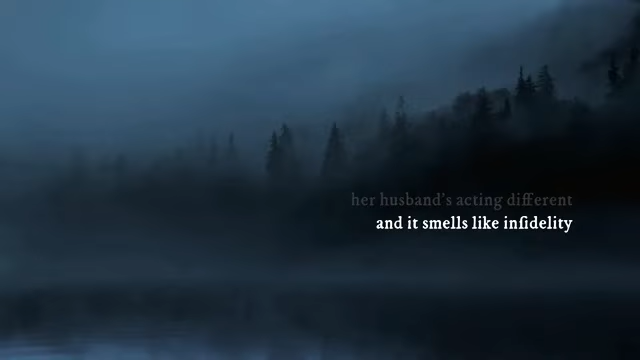 her husband's acting different
and it smells like infidelity